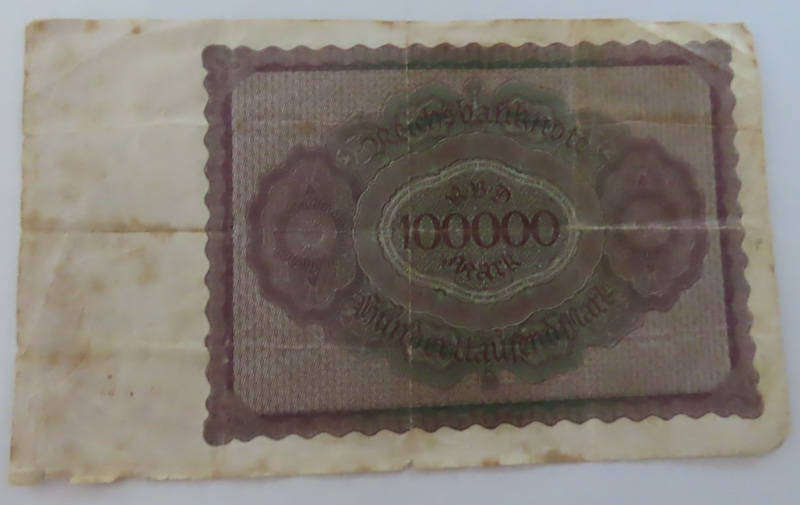 Reichsbanknote
R.B.D
100000
Mark
Hunderttausend Mark